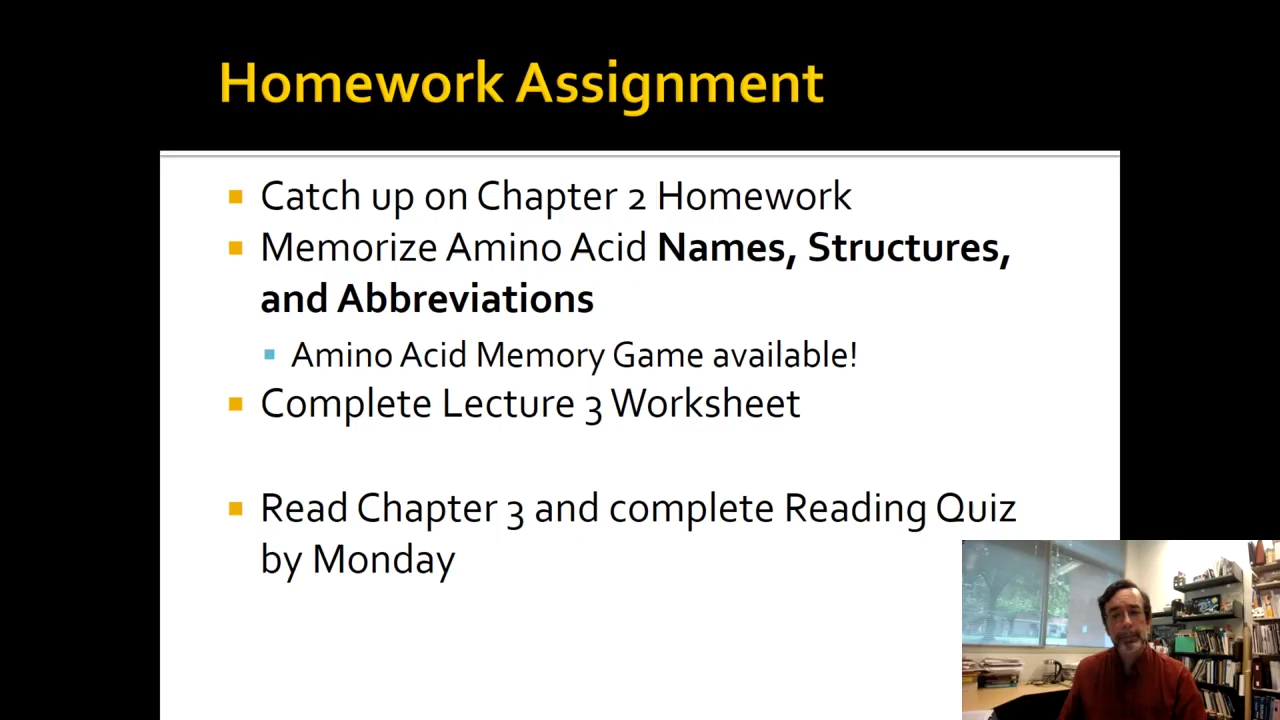 Homework Assignment
Catch up on Chapter 2 Homework
Memorize Amino Acid Names, Structures,
and Abbreviations
Amino Acid Memory Game available!
Complete Lecture 3 Worksheet
Read Chapter 3 and complete Reading Quiz
by Monday